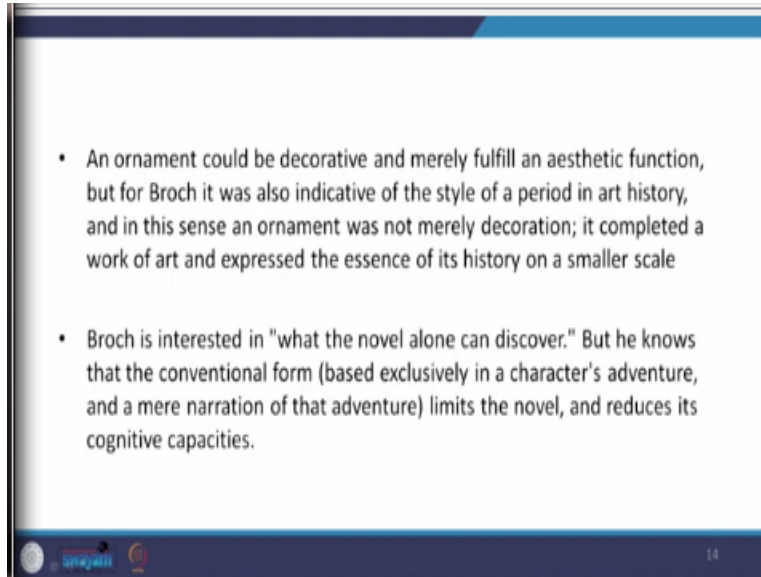 • An ornament could be decorative and merely fulfill an aesthetic function,
but for Broch it was also indicative of the style of a period in art history,
and in this sense an ornament was not merely decoration; it completed a
work of art and expressed the essence of its history on a smaller scale
• Broch is interested in "what the novel alone can discover." But he knows
that the conventional form (based exclusively in a character's adventure,
and a mere narration of that adventure) limits the novel, and reduces its
cognitive capacities.
swayam
14